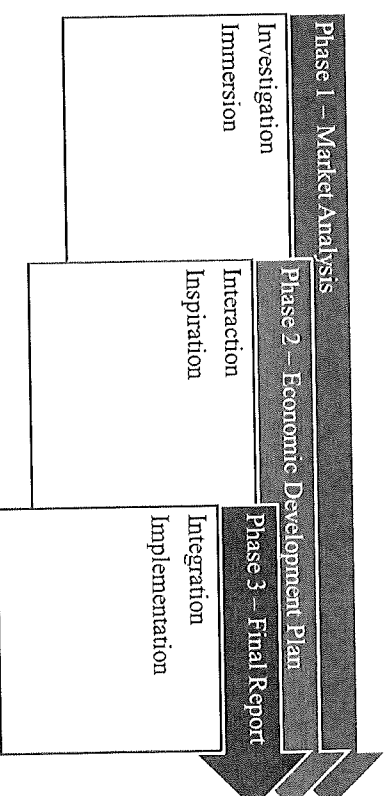 Phase 1 – Market Analysis
Investigation
Immersion
Phase 2 – Economic Development Plan
Interaction
Inspiration
Phase 3 – Final Report
Integration
Implementation